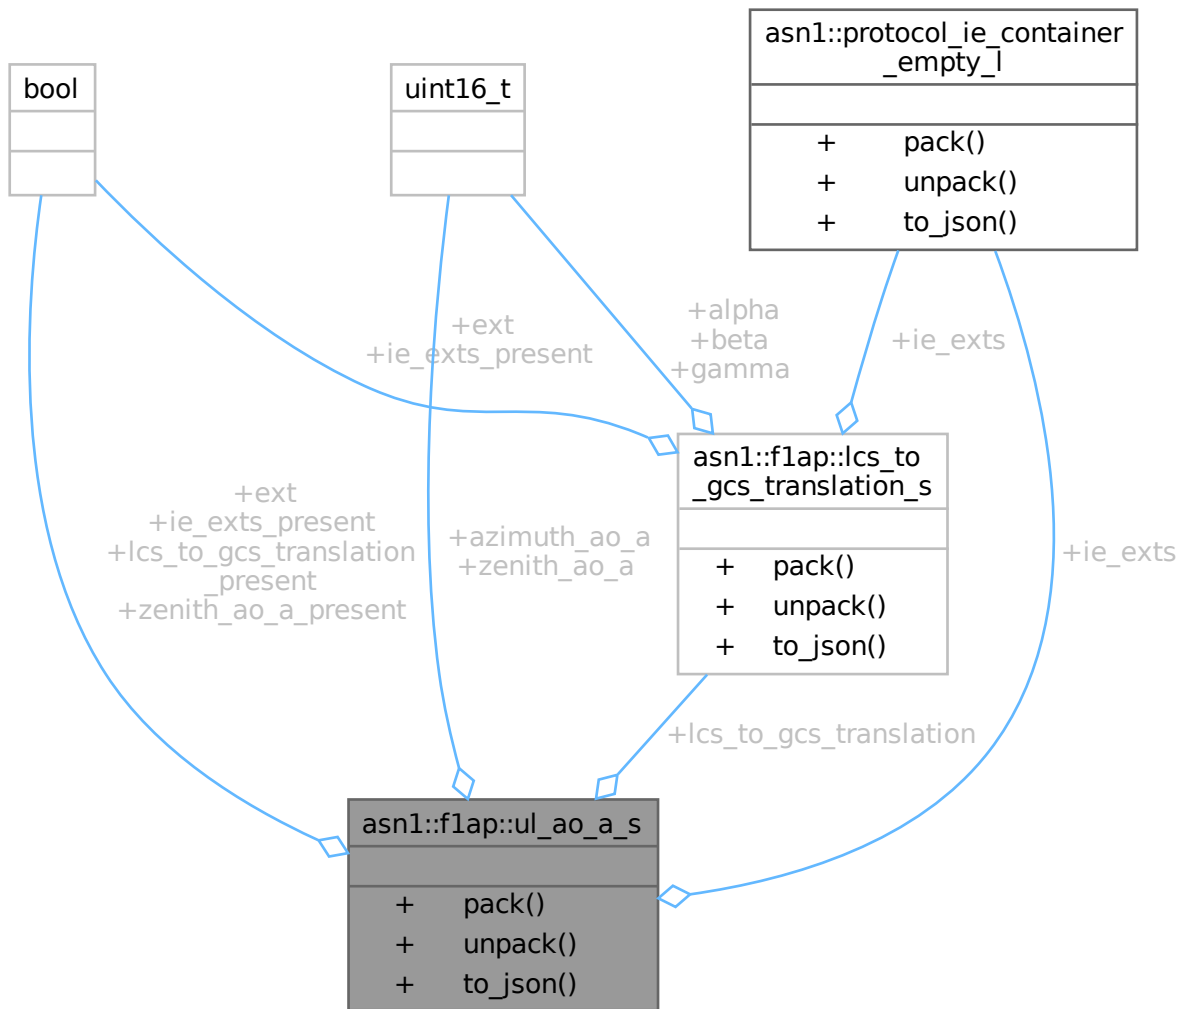 asn1::protocol_ie_container
_empty_l
+ pack()
+ unpack()
+ to_json()
bool
uint16_t
+ext
+ie_exts_present
+alpha
+beta
+gamma
+ie_exts
asn1::f1ap::lcs_to
_gcs_translation_s
+ pack()
+ unpack()
+ to_json()
+ext
+ie_exts_present
+lcs_to_gcs_translation
_present
+zenith_ao_a_present
+azimuth_ao_a
+zenith_ao_a
+ie_exts
+lcs_to_gcs_translation
asn1::f1ap::ul_ao_a_s
+ pack()
+ unpack()
+ to_json()